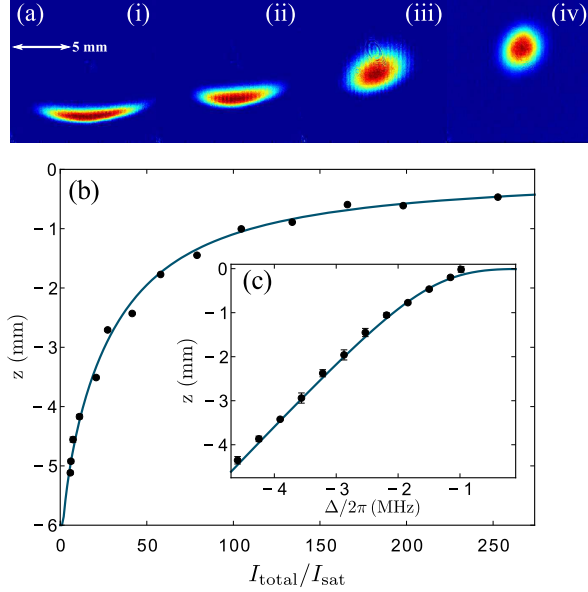 (a) (i) (ii) (iii) (iv)
5 mm
(b)
0
−1
−2
−3
−4
−5
−6
z (mm)
0 50 100 150 200 250
I_total/I_sat
(c)
0
−1
−2
−3
−4
z (mm)
−4 −3 −2 −1
Δ/2π (MHz)